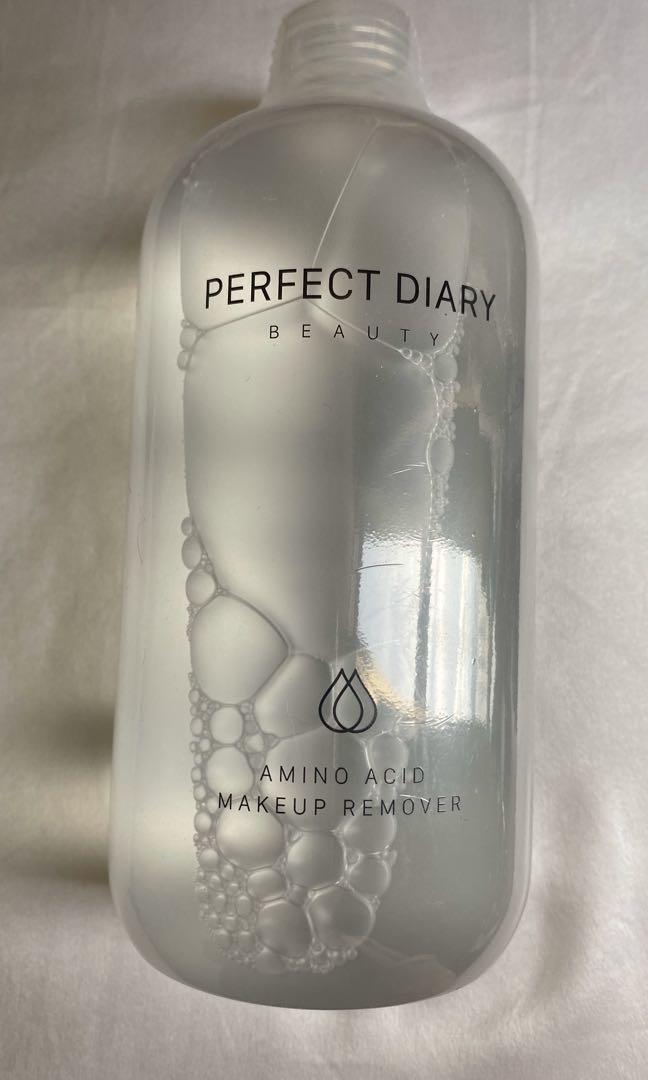 PERFECT DIARY
BEAUTY
AMINO ACID
MAKEUP REMOVER